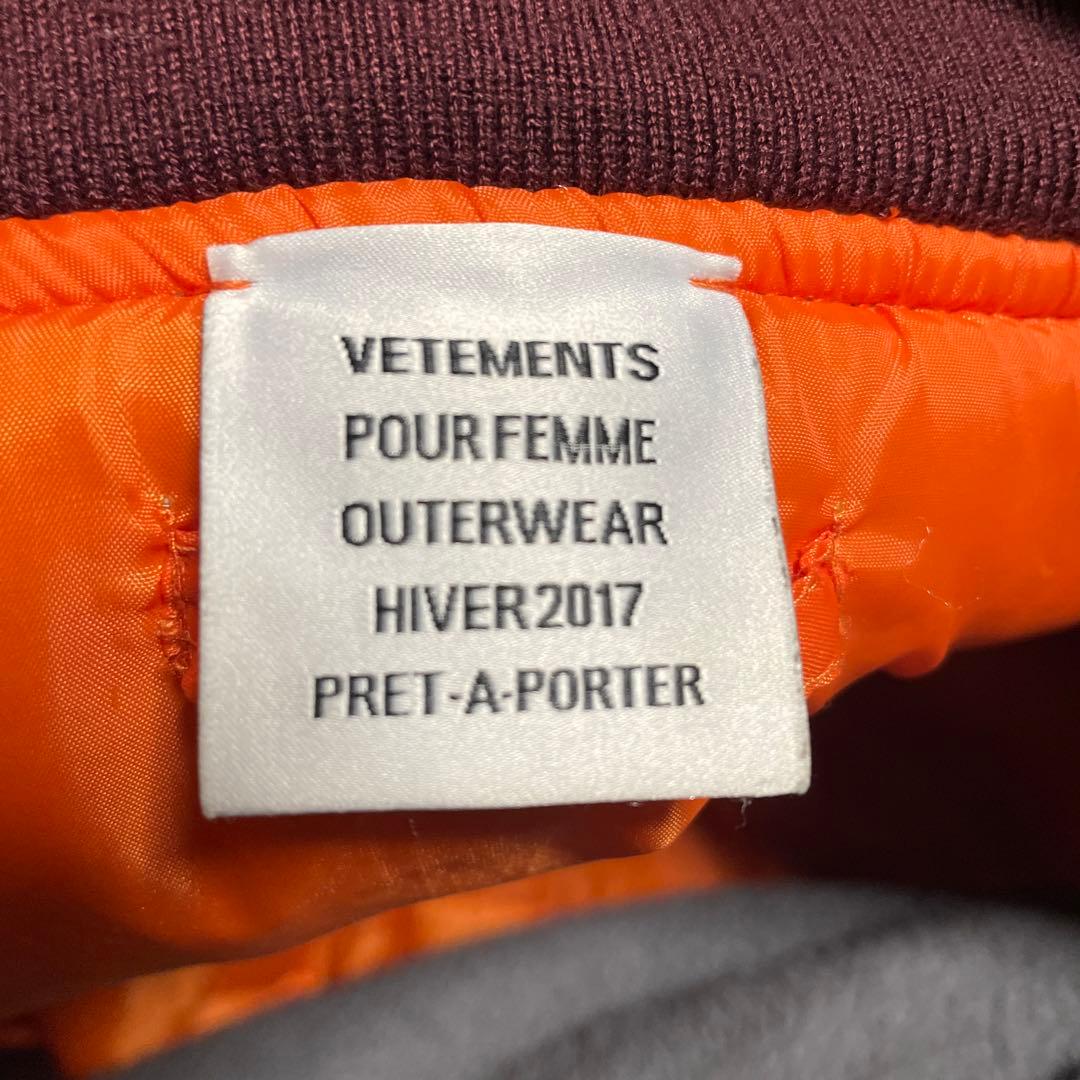 VETEMENTS
POUR FEMME
OUTERWEAR
HIVER 2017
PRET-A-PORTER